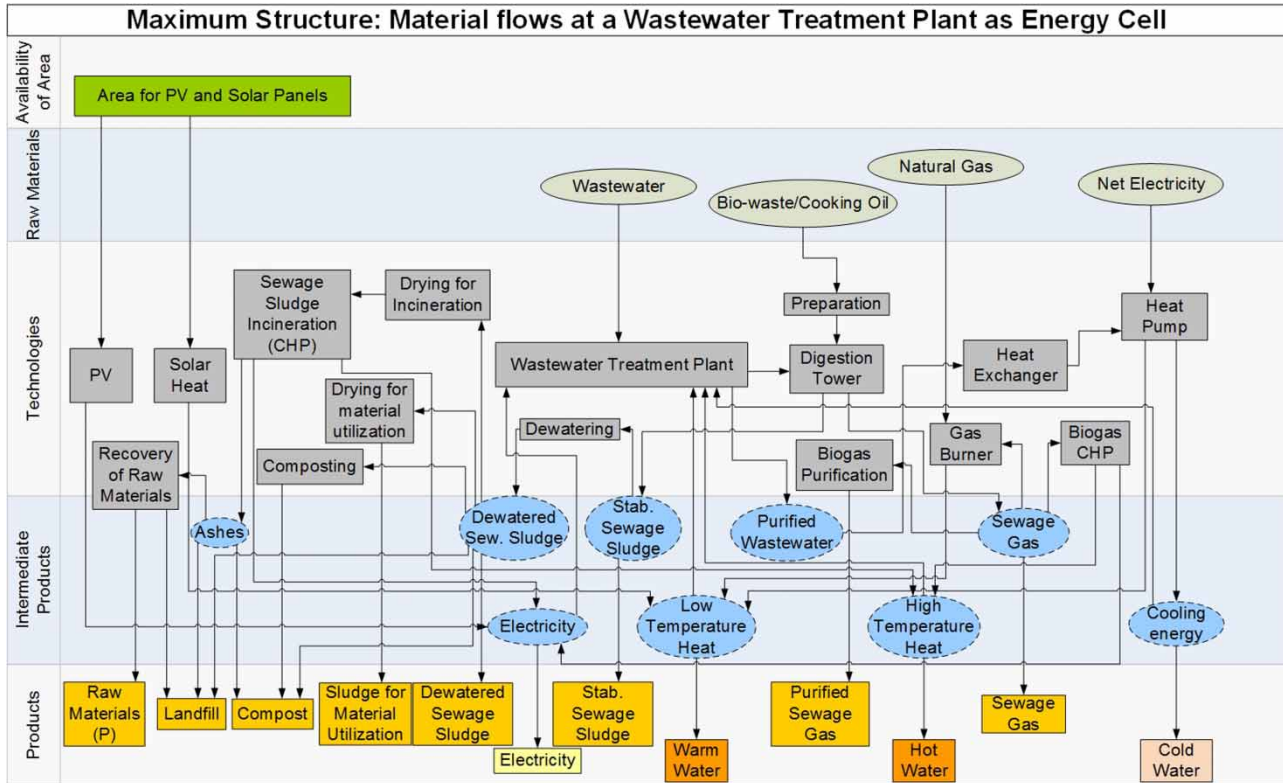 Maximum Structure: Material flows at a Wastewater Treatment Plant as Energy Cell
Availability
of Area
Area for PV and Solar Panels
Raw Materials
Wastewater
Bio-waste/Cooking Oil
Natural Gas
Net Electricity
Technologies
Sewage
Sludge
Incineration
(CHP)
Drying for
Incineration
Preparation
Heat
Pump
PV
Solar
Heat
Wastewater Treatment Plant
Digestion
Tower
Heat
Exchanger
Drying for
material
utilization
Dewatering
Recovery
of Raw
Materials
Composting
Biogas
Purification
Gas
Burner
Biogas
CHP
Intermediate
Products
Ashes
Dewatered
Sew. Sludge
Stab.
Sewage
Sludge
Purified
Wastewater
Sewage
Gas
Electricity
Low
Temperature
Heat
High
Temperature
Heat
Cooling
energy
Products
Raw
Materials
(P)
Landfill
Compost
Sludge for
Material
Utilization
Dewatered
Sewage
Sludge
Stab.
Sewage
Sludge
Purified
Sewage
Gas
Sewage
Gas
Electricity
Warm
Water
Hot
Water
Cold
Water